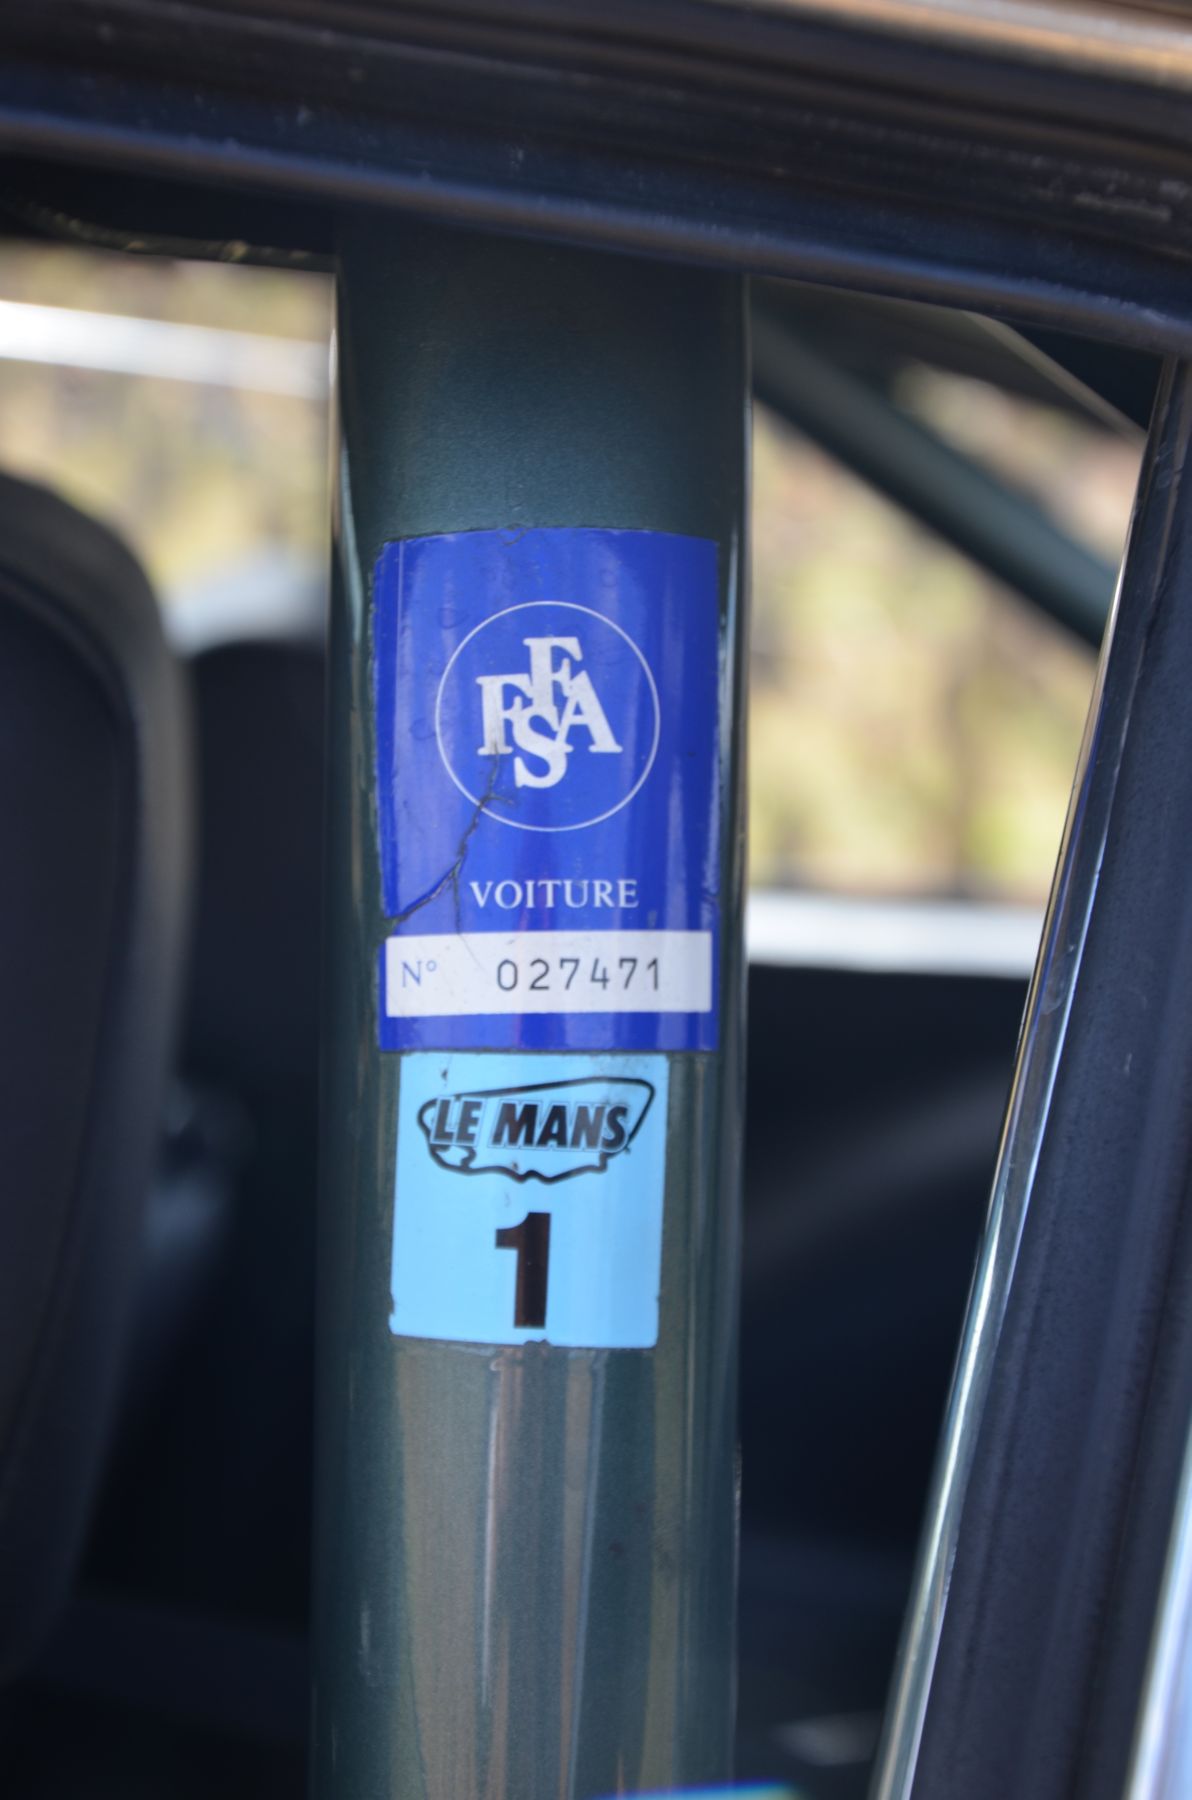 FFSA
VOITURE
N° 027471
LE MANS
1